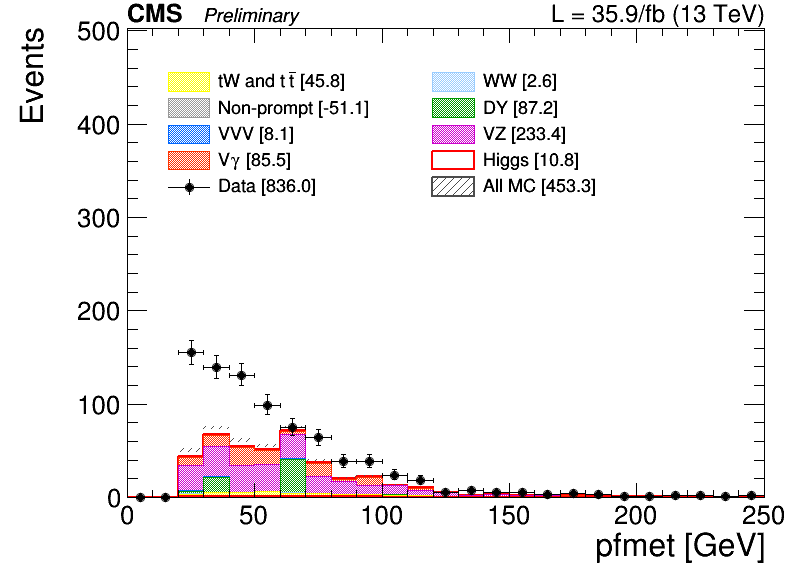 CMS Preliminary L = 35.9/fb (13 TeV)
Events
500
400
300
200
100
0
tW and t t̅ [45.8]
Non-prompt [-51.1]
VVV [8.1]
Vγ [85.5]
Data [836.0]
WW [2.6]
DY [87.2]
VZ [233.4]
Higgs [10.8]
All MC [453.3]
0 50 100 150 200 250
pfmet [GeV]